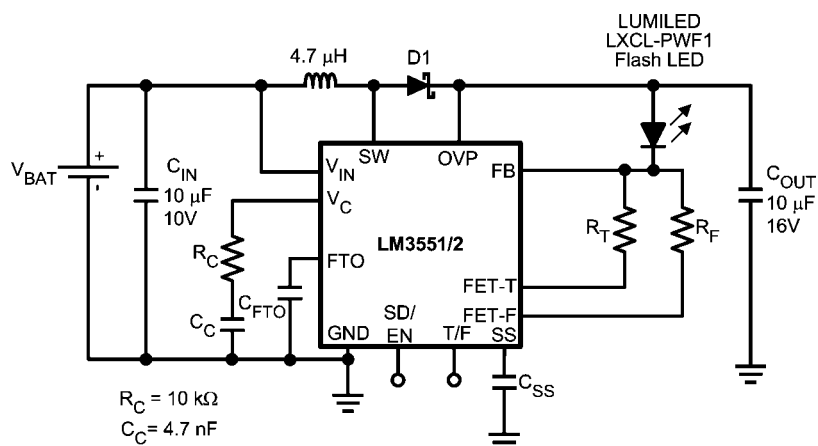 LUMILED
LXCL-PWF1
Flash LED
4.7 μH
D1
SW
OVP
V_BAT
+
-
C_IN
10 μF
10V
V_IN
V_C
FB
R_C
R_T
R_F
C_OUT
10 μF
16V
LM3551/2
FTO
C_FTO
C_C
FET-T
FET-F
GND
SD/
EN
T/F
SS
C_SS
R_C = 10 kΩ
C_C = 4.7 nF